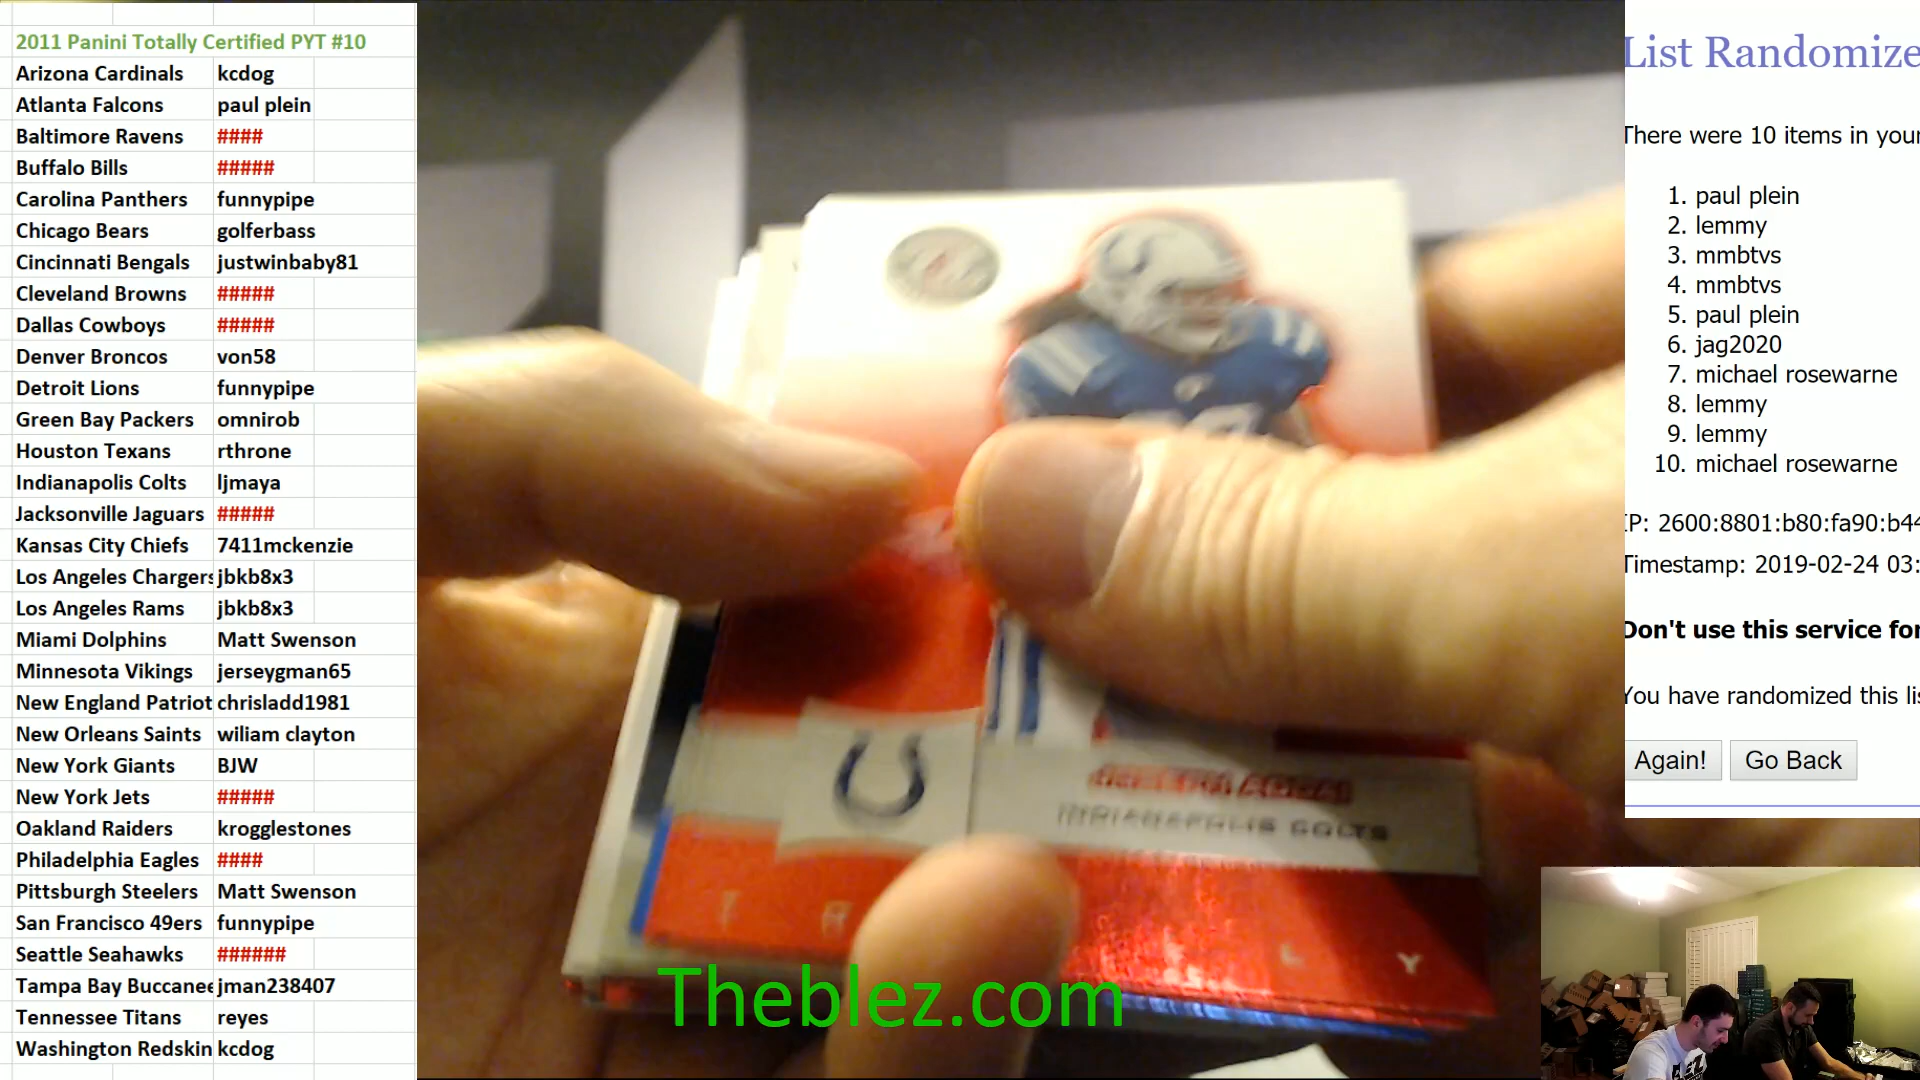 2011 Panini Totally Certified PYT #10
Arizona Cardinals kcdog
Atlanta Falcons paul plein
Baltimore Ravens ####
Buffalo Bills #####
Carolina Panthers funnypipe
Chicago Bears golferbass
Cincinnati Bengals justwinbaby81
Cleveland Browns #####
Dallas Cowboys #####
Denver Broncos von58
Detroit Lions funnypipe
Green Bay Packers omnirob
Houston Texans rthrone
Indianapolis Colts ljmaya
Jacksonville Jaguars #####
Kansas City Chiefs 7411mckenzie
Los Angeles Chargers jbkb8x3
Los Angeles Rams jbkb8x3
Miami Dolphins Matt Swenson
Minnesota Vikings jerseygman65
New England Patriot chrisladd1981
New Orleans Saints wiliam clayton
New York Giants BJW
New York Jets #####
Oakland Raiders krogglestones
Philadelphia Eagles ####
Pittsburgh Steelers Matt Swenson
San Francisco 49ers funnypipe
Seattle Seahawks ######
Tampa Bay Buccanee jman238407
Tennessee Titans reyes
Washington Redskin kcdog
INDIANAPOLIS COLTS
L Y
Theblez.com
List Randomize
There were 10 items in your
1. paul plein
2. lemmy
3. mmbtvs
4. mmbtvs
5. paul plein
6. jag2020
7. michael rosewarne
8. lemmy
9. lemmy
10. michael rosewarne
IP: 2600:8801:b80:fa90:b44
Timestamp: 2019-02-24 03:
Don't use this service for
You have randomized this lis
Again! Go Back